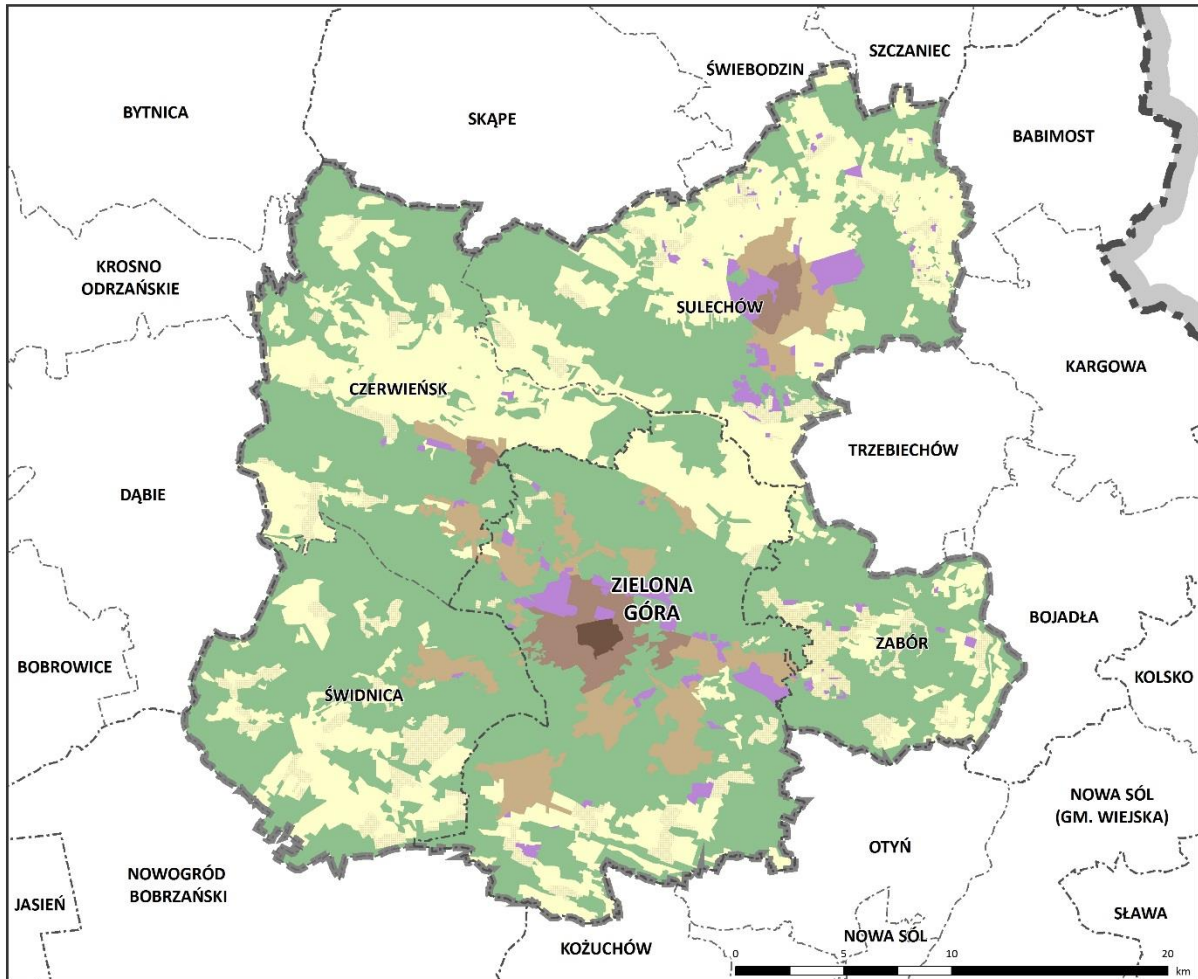 SZCZANIEC
ŚWIEBODZIN
BYTNICA
SKĄPE
BABIMOST
KROSNO
ODRZAŃSKIE
SULECHÓW
KARGOWA
CZERWIEŃSK
TRZEBIECHÓW
DĄBIE
ZIELONA
GÓRA
BOJADŁA
ZABÓR
BOBROWICE
KOLSKO
ŚWIDNICA
NOWA SÓL
(GM. WIEJSKA)
OTYŃ
NOWOGRÓD
BOBRZAŃSKI
JASIEŃ
SŁAWA
NOWA SÓL
KOŻUCHÓW
0 5 10 20
km